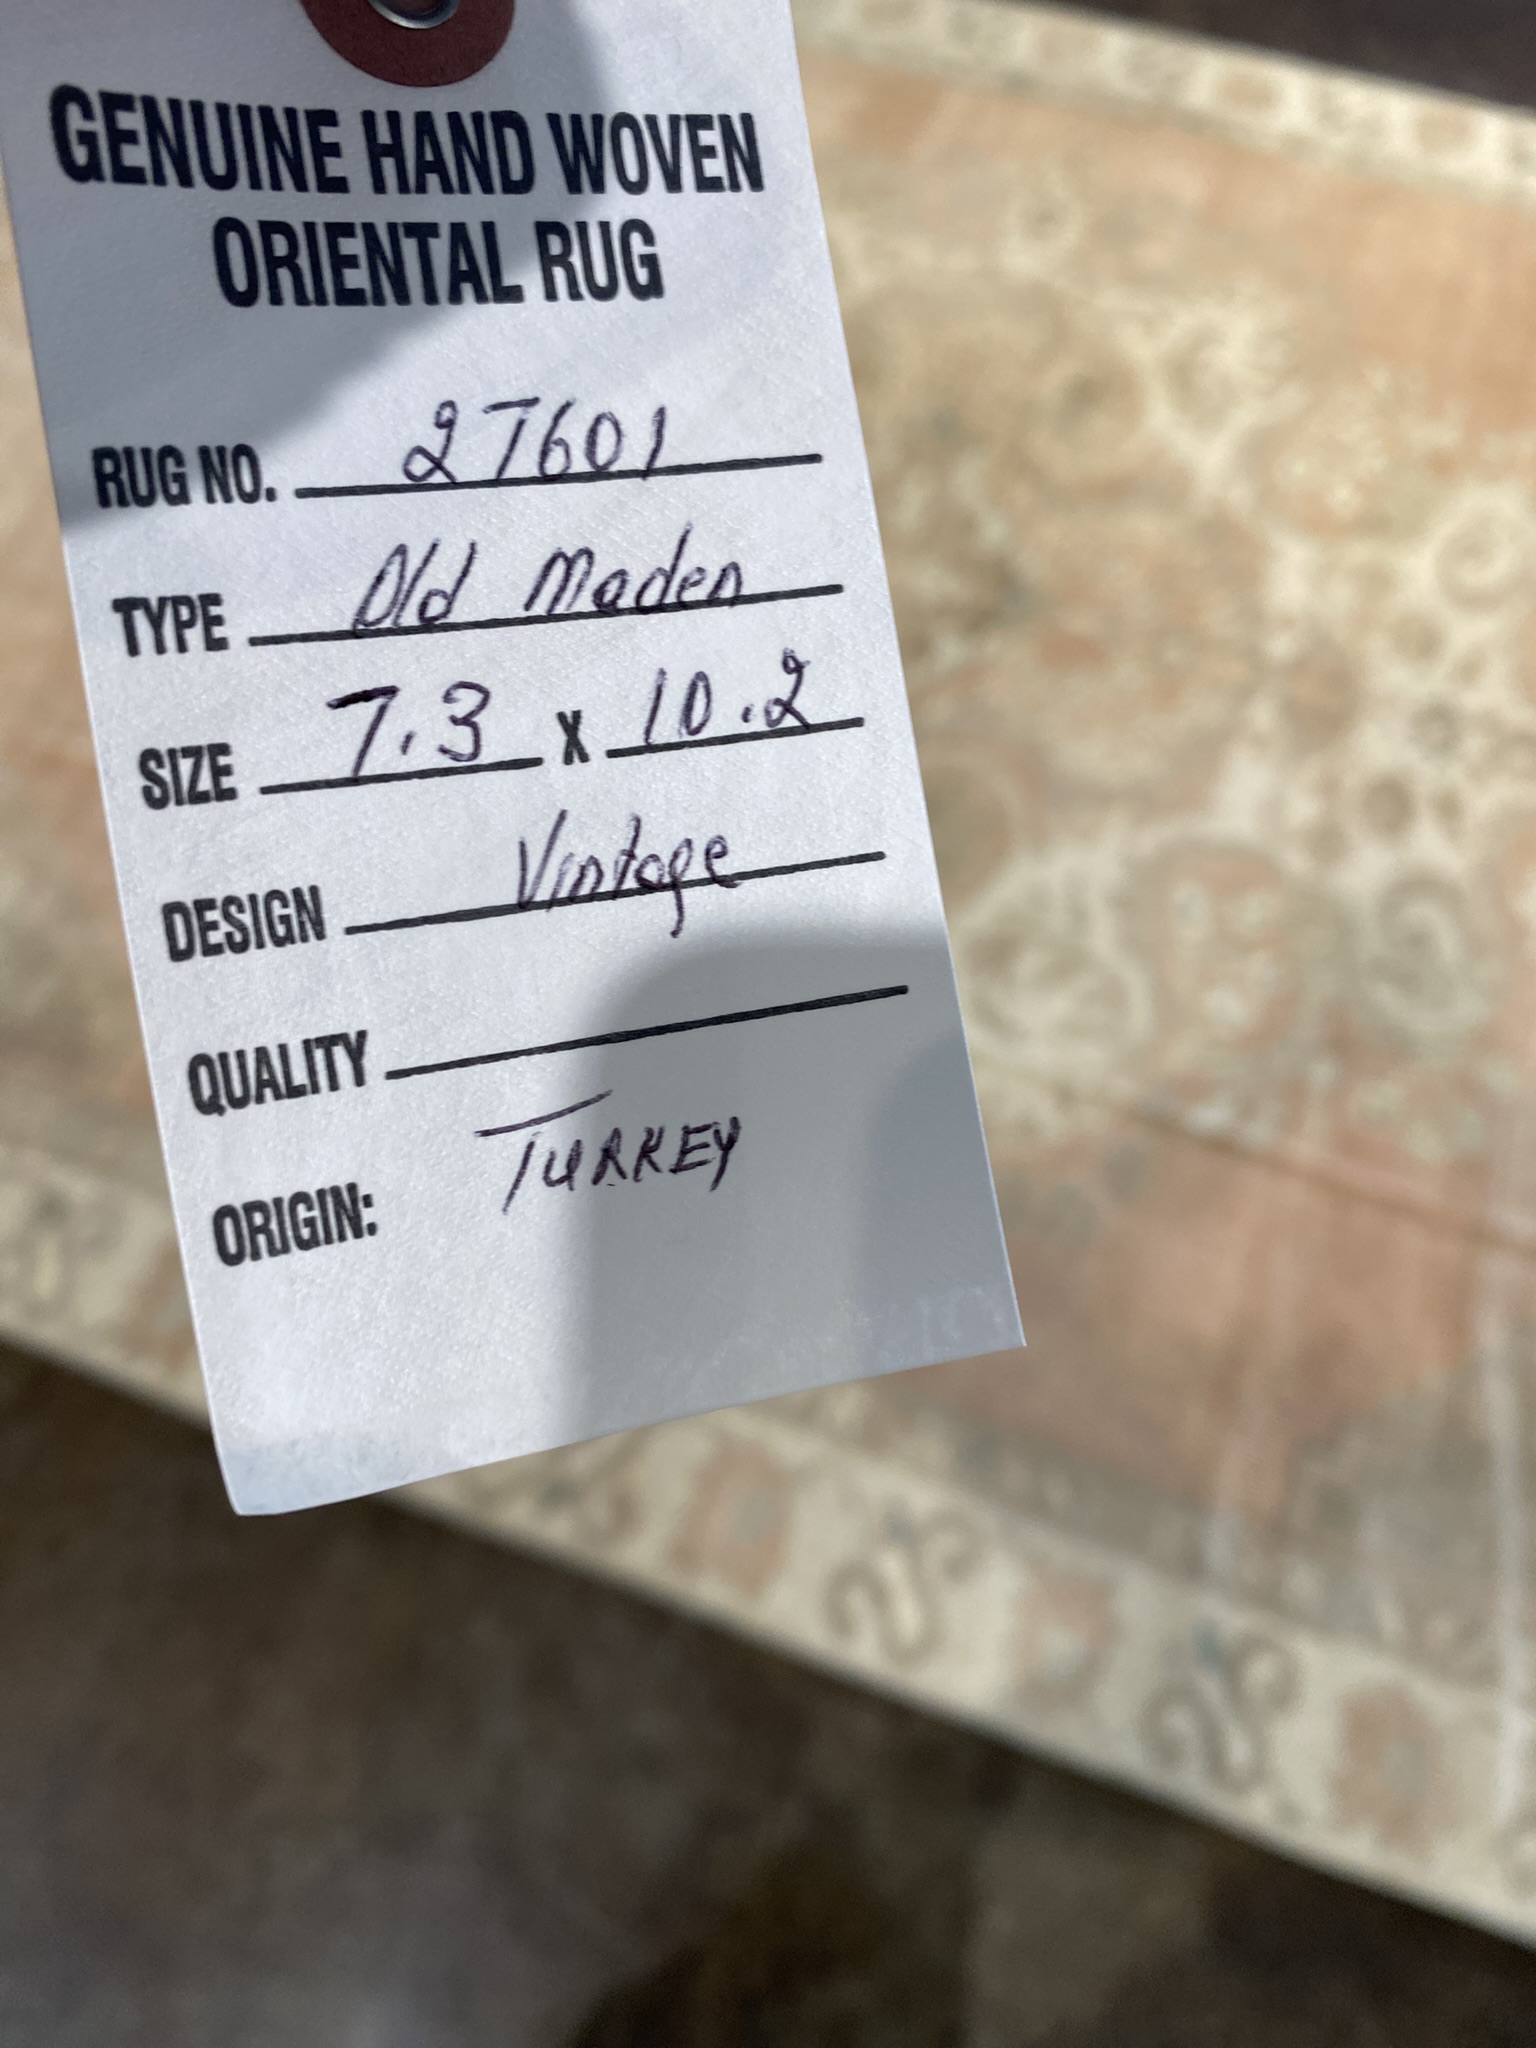 GENUINE HAND WOVEN
ORIENTAL RUG
RUG NO. 27601
TYPE Old Maden
SIZE 7.3 X 10.2
DESIGN Vintage
QUALITY
ORIGIN: TURKEY